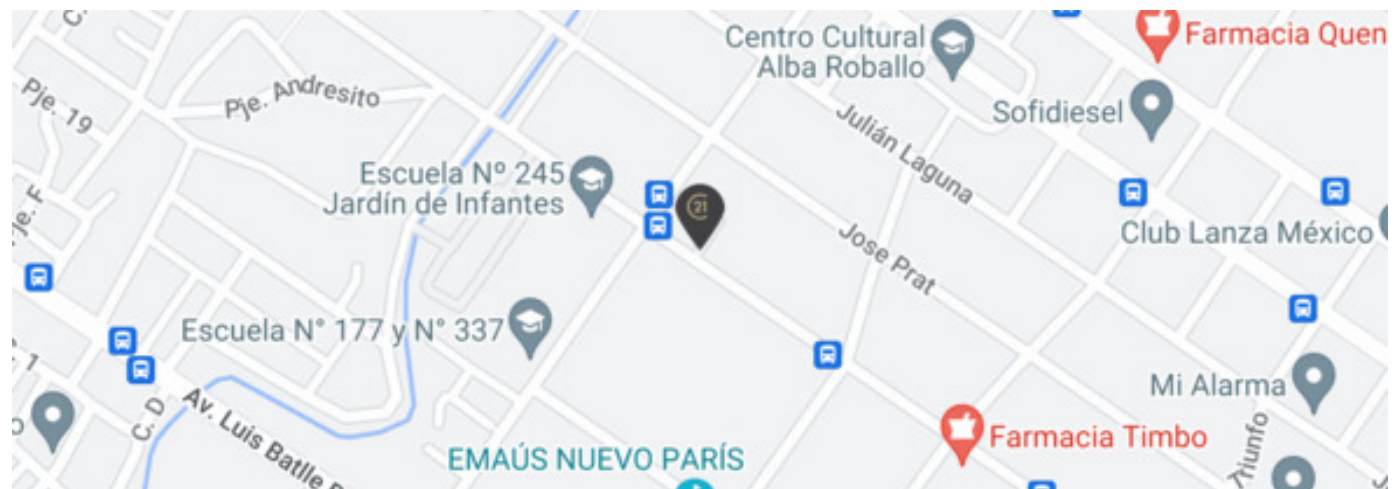 Centro Cultural
Alba Roballo
Farmacia Quen
Pje. 19
Pje. Andresito
Sofidiesel
Julián Laguna
Escuela Nº 245
Jardín de Infantes
21
Pje. F
Jose Prat
Club Lanza México
Escuela N° 177 y N° 337
C. 1
C. D
Av. Luis Batlle
Mi Alarma
Farmacia Timbo
Triunfo
EMAÚS NUEVO PARÍS